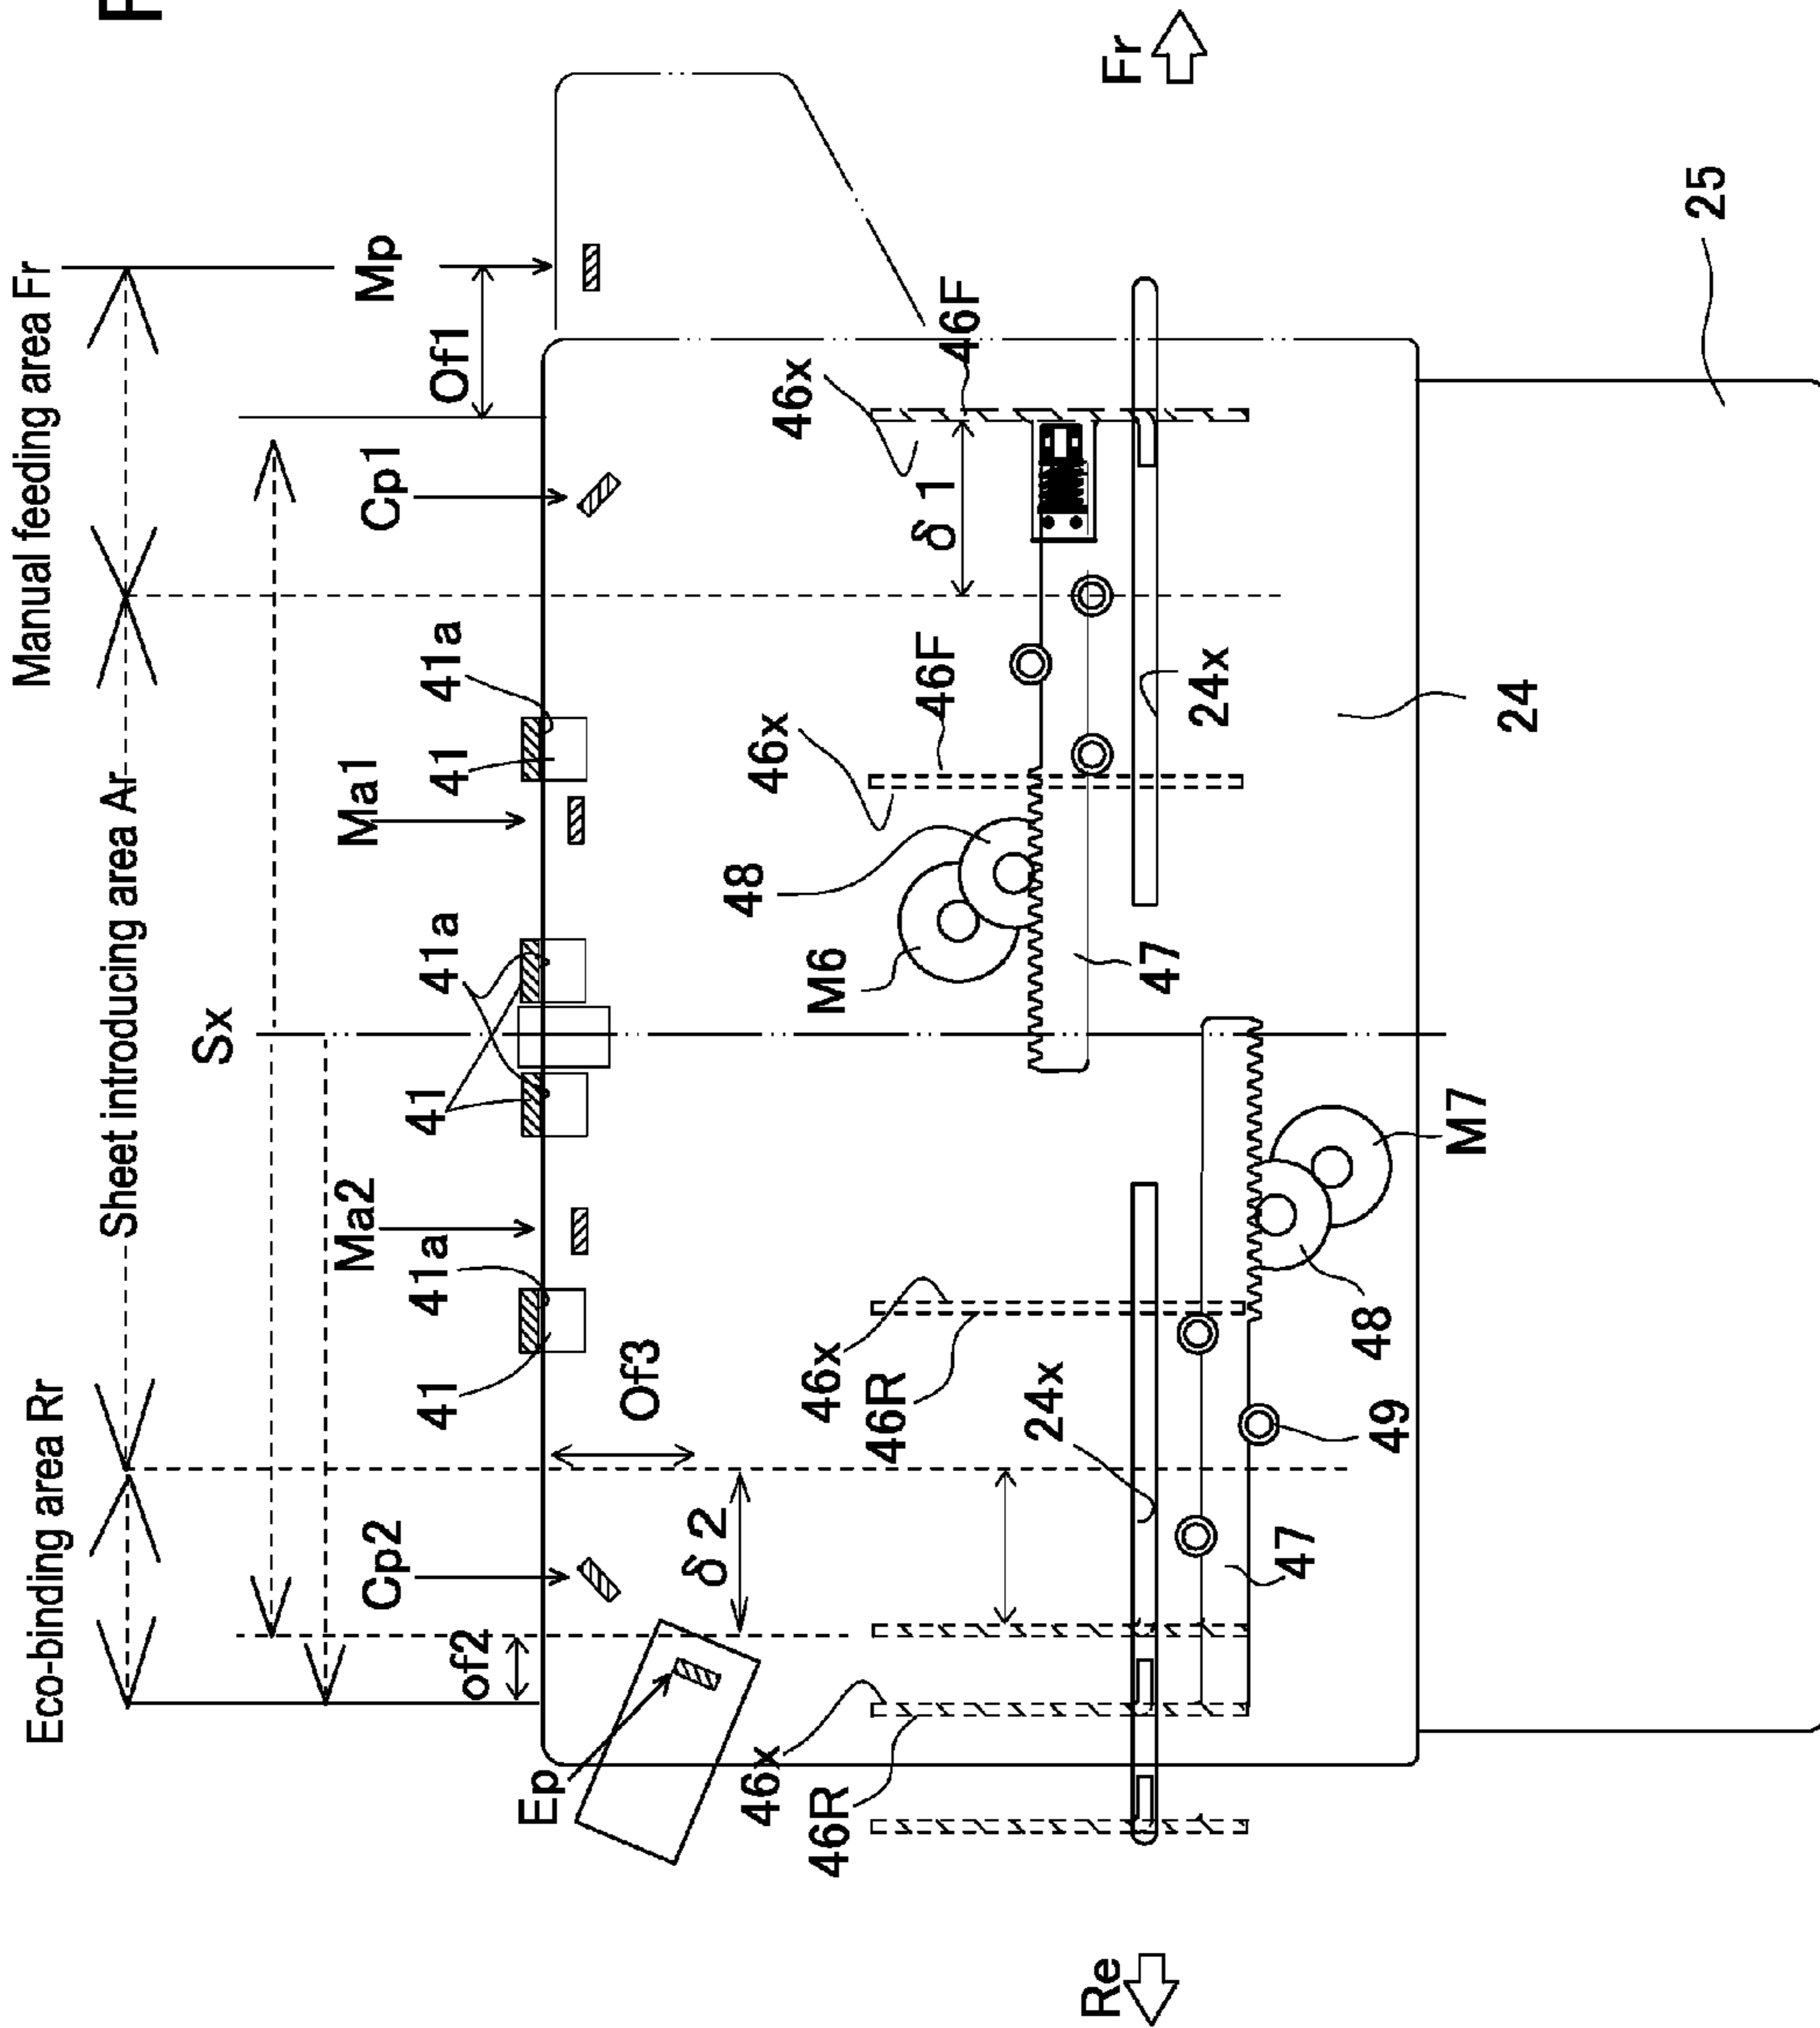 F
Manual feeding area Fr
Sheet introducing area Ar
Eco-binding area Rr
Sx
Mp
Of1
Cp1
Ma1
Ma2
Cp2
of2
41a
41
41a
41
41a
41
Of3
Ep
δ1
δ2
46F
46x
46F
46x
48
M6
47
24x
Fr
25
24
M7
48
49
47
24x
46x
46R
46x
46R
Re